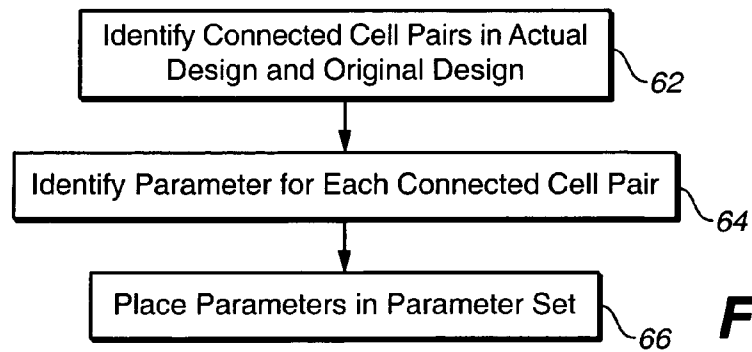 Identify Connected Cell Pairs in Actual
Design and Original Design
62
Identify Parameter for Each Connected Cell Pair
64
Place Parameters in Parameter Set
66
F